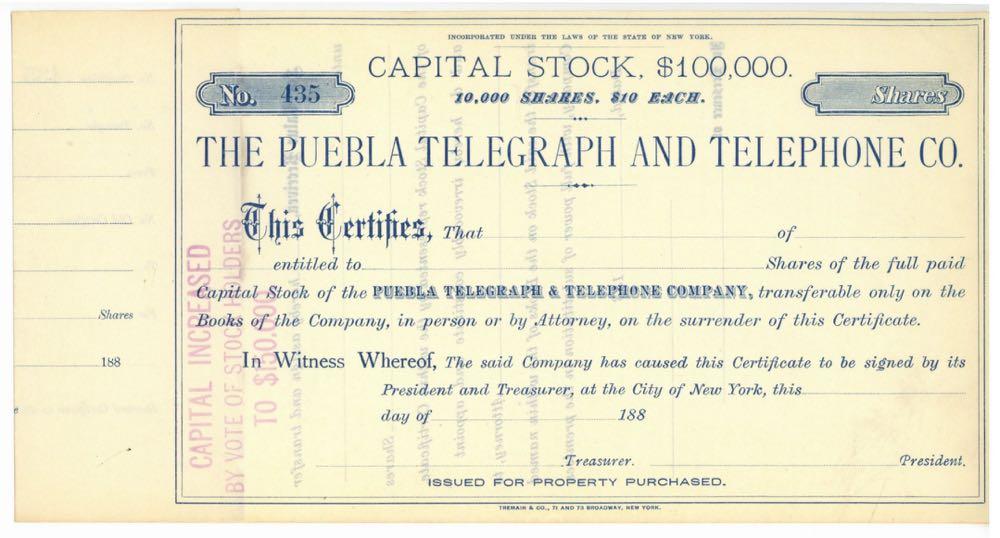 INCORPORATED UNDER THE LAWS OF THE STATE OF NEW YORK.
CAPITAL STOCK, $100,000.
No. 435
10,000 SHARES. $10 EACH.
Shares
THE PUEBLA TELEGRAPH AND TELEPHONE CO.
This Certifies, That of
entitled to Shares of the full paid
Capital Stock of the PUEBLA TELEGRAPH & TELEPHONE COMPANY, transferable only on the
Books of the Company, in person or by Attorney, on the surrender of this Certificate.
In Witness Whereof, The said Company has caused this Certificate to be signed by its
President and Treasurer, at the City of New York, this
day of 188
Treasurer. President.
ISSUED FOR PROPERTY PURCHASED.
TREMAIN & CO., 71 AND 73 BROADWAY, NEW YORK.
Shares
188
CAPITAL INCREASED
BY VOTE OF STOCK HOLDERS
TO $150,000